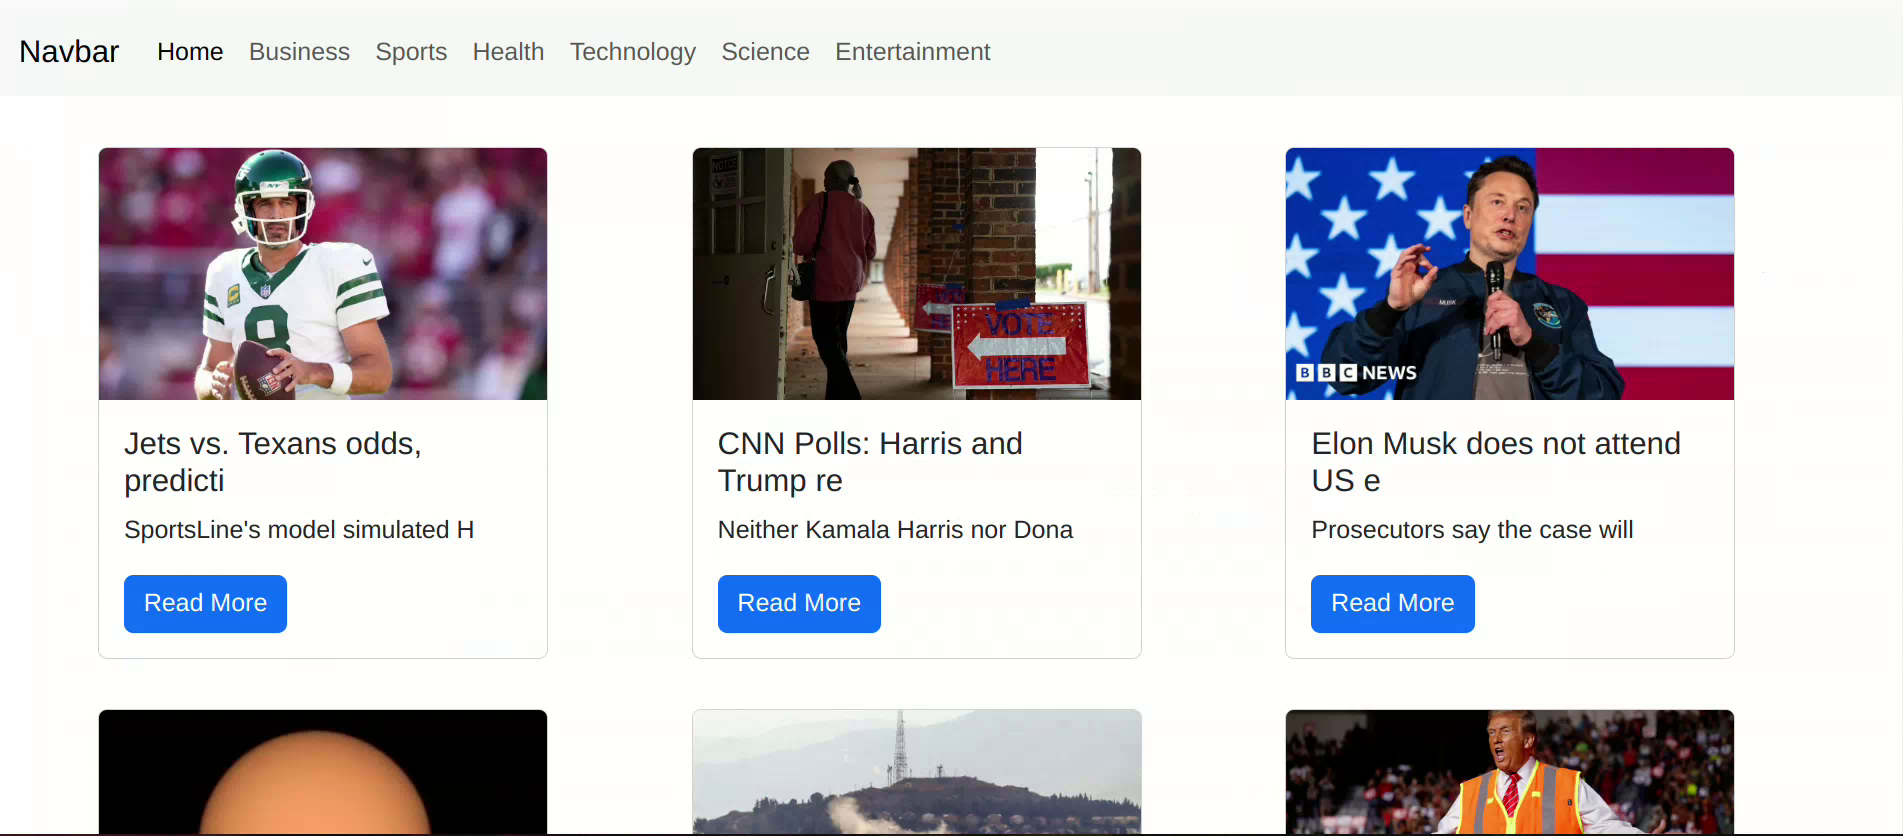 Navbar Home Business Sports Health Technology Science Entertainment
8
NOTICE
VOTE
HERE
MUSK
BBC NEWS
Jets vs. Texans odds,
predicti
SportsLine's model simulated H
Read More
CNN Polls: Harris and
Trump re
Neither Kamala Harris nor Dona
Read More
Elon Musk does not attend
US e
Prosecutors say the case will
Read More